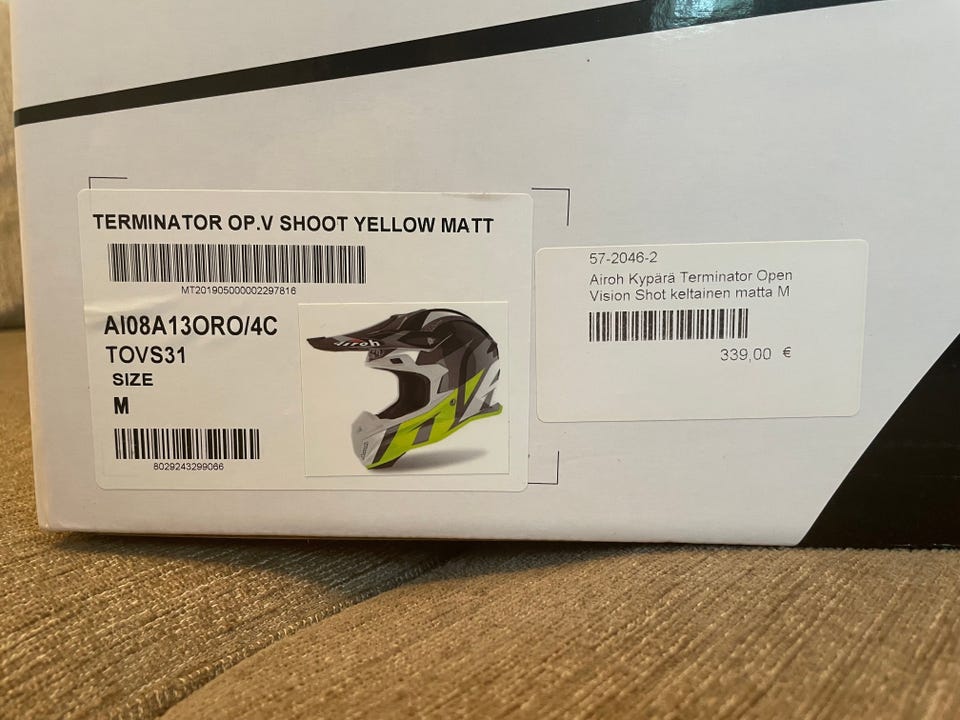 TERMINATOR OP.V SHOOT YELLOW MATT
MT201905000002297816
AI08A13ORO/4C
TOVS31
SIZE
M
8029243299066
airoh
57-2046-2
Airoh Kypärä Terminator Open
Vision Shot keltainen matta M
339,00 €